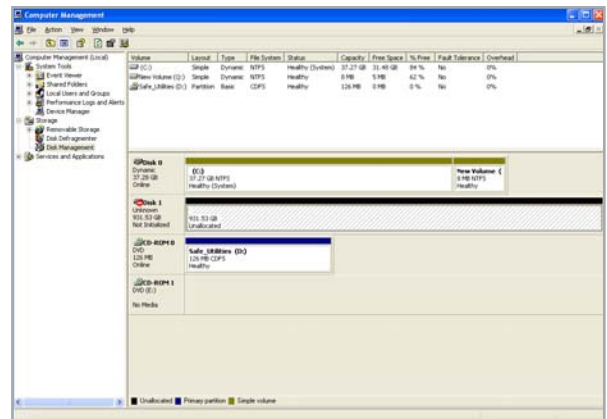 Computer Management
File Action View Window Help
Computer Management (Local)
System Tools
Event Viewer
Shared Folders
Local Users and Groups
Performance Logs and Alerts
Device Manager
Storage
Removable Storage
Disk Defragmenter
Disk Management
Services and Applications
Volume Layout Type File System Status Capacity Free Space % Free Fault Tolerance Overhead
(C:) Simple Dynamic NTFS Healthy (System) 37.27 GB 31.48 GB 84 % No 0%
New Volume (Q:) Simple Dynamic NTFS Healthy 8 MB 5 MB 62 % No 0%
Safe_Utilities (D:) Partition Basic CDFS Healthy 126 MB 0 MB 0 % No 0%
Disk 0
Dynamic
37.28 GB
Online
(C:)
37.27 GB NTFS
Healthy (System)
New Volume (
8 MB NTFS
Healthy
Disk 1
Unknown
931.53 GB
Not Initialized
931.53 GB
Unallocated
CD-ROM 0
DVD
126 MB
Online
Safe_Utilities (D:)
126 MB CDFS
Healthy
CD-ROM 1
DVD (E:)
No Media
Unallocated Primary partition Simple volume